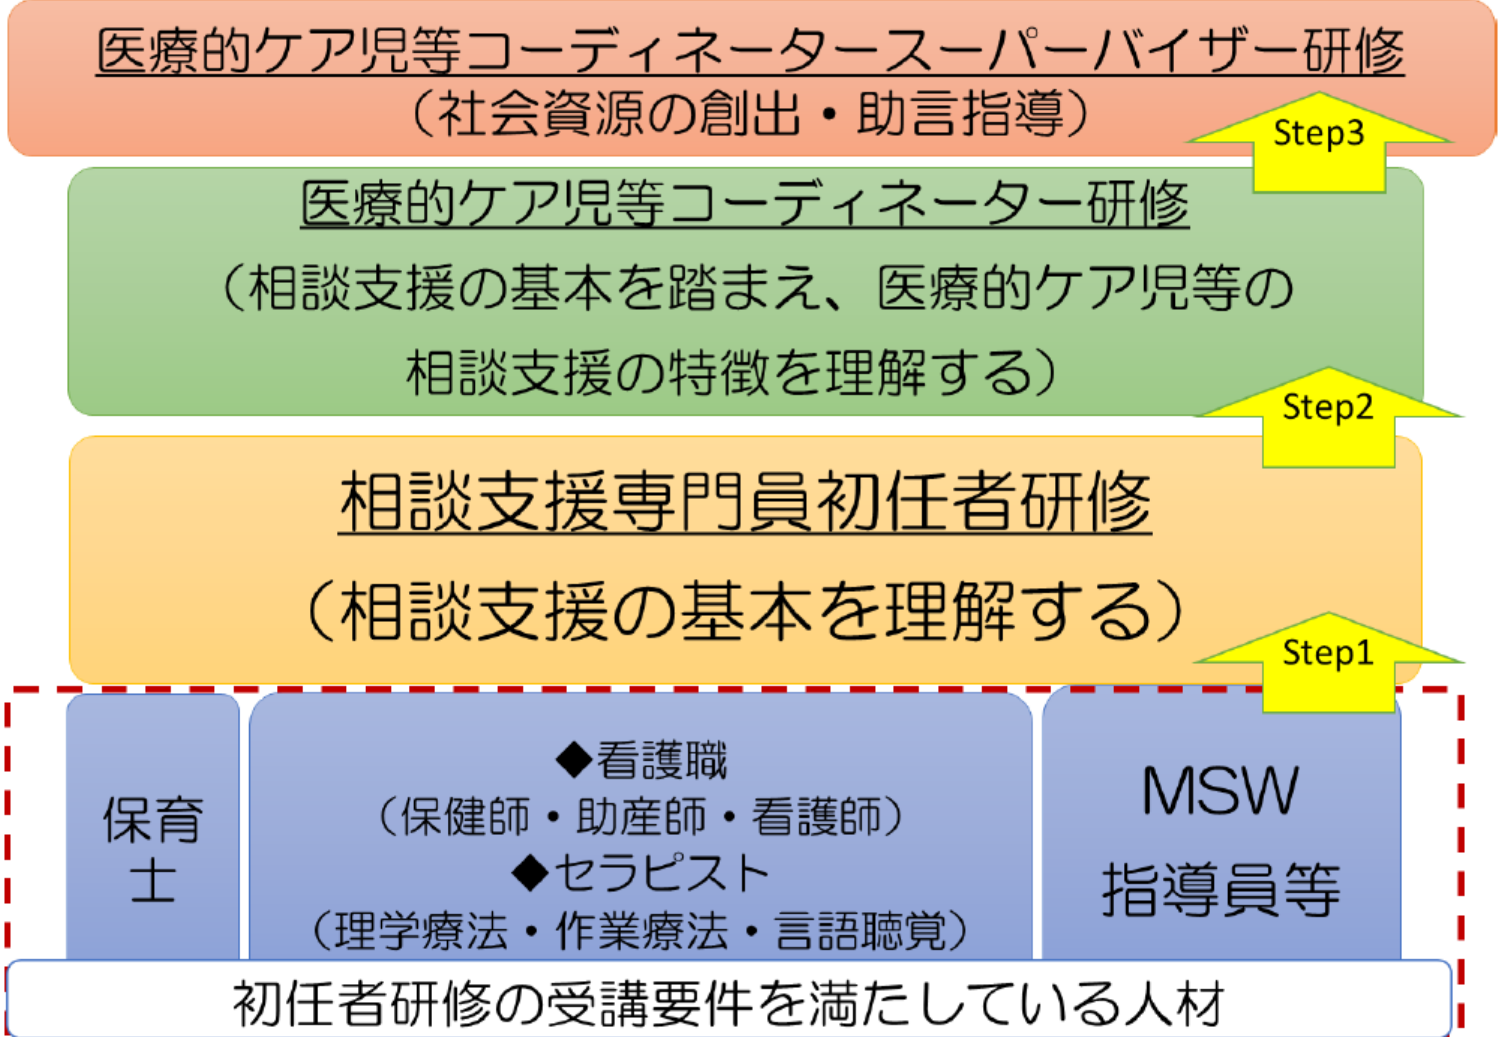 医療的ケア児等コーディネータースーパーバイザー研修
（社会資源の創出・助言指導）
Step3
医療的ケア児等コーディネーター研修
（相談支援の基本を踏まえ、医療的ケア児等の
相談支援の特徴を理解する）
Step2
相談支援専門員初任者研修
（相談支援の基本を理解する）
Step1
保育
士
◆看護職
（保健師・助産師・看護師）
◆セラピスト
（理学療法・作業療法・言語聴覚）
MSW
指導員等
初任者研修の受講要件を満たしている人材